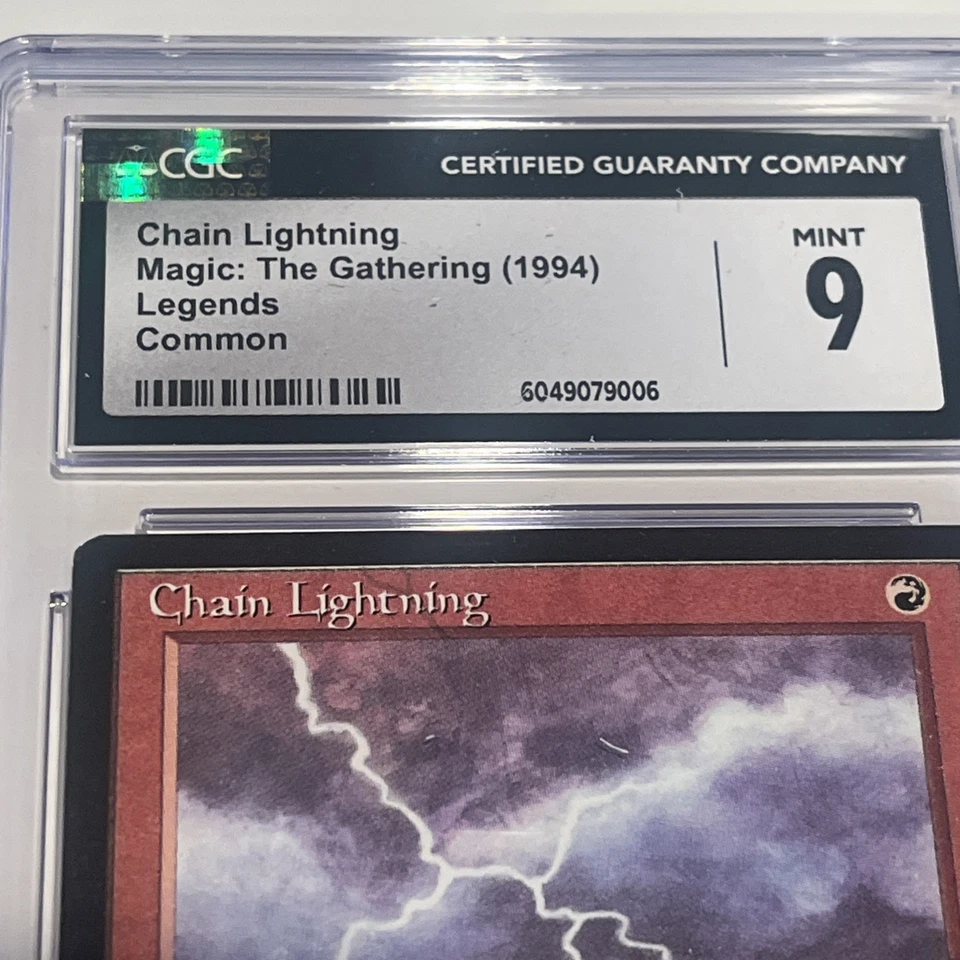 CGC
CERTIFIED GUARANTY COMPANY
Chain Lightning
Magic: The Gathering (1994)
Legends
Common
MINT
9
6049079006
Chain Lightning